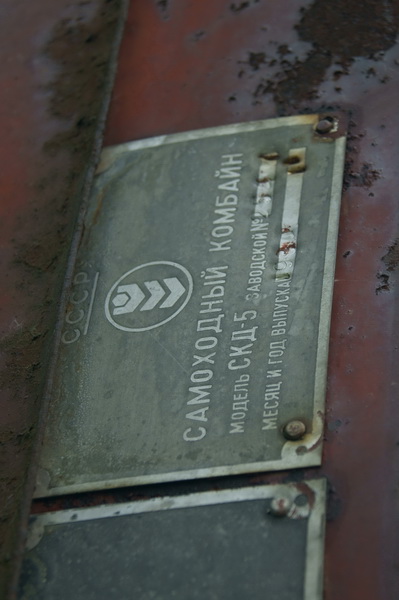 СССР
САМОХОДНЫЙ КОМБАЙН
МОДЕЛЬ СКД-5 ЗАВОДСКОЙ №
МЕСЯЦ И ГОД ВЫПУСКА